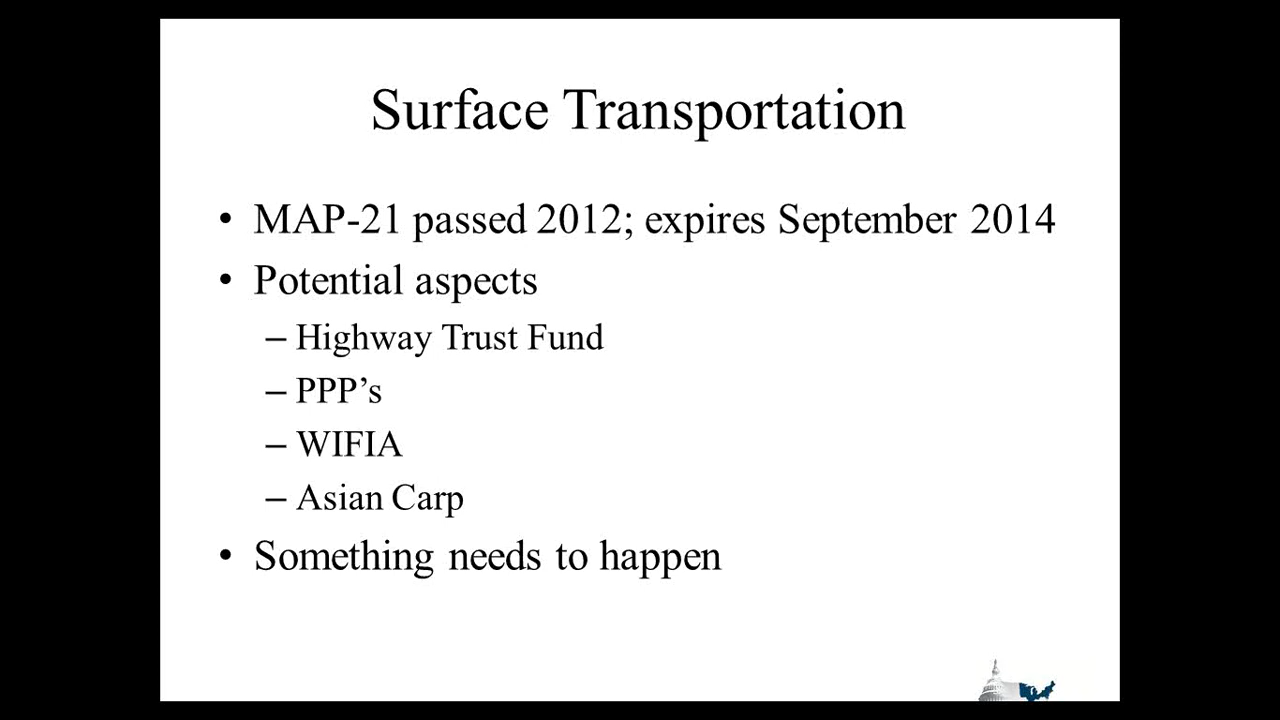 Surface Transportation
• MAP-21 passed 2012; expires September 2014
• Potential aspects
– Highway Trust Fund
– PPP’s
– WIFIA
– Asian Carp
• Something needs to happen